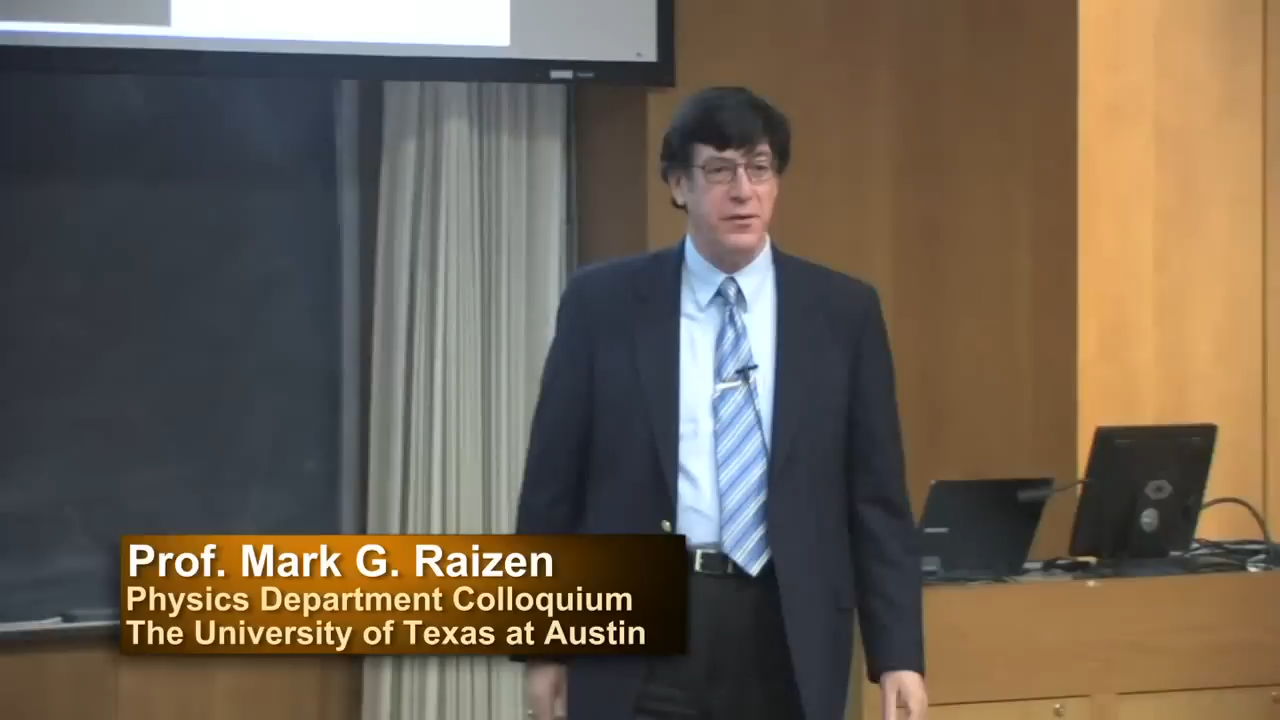 Prof. Mark G. Raizen
Physics Department Colloquium
The University of Texas at Austin